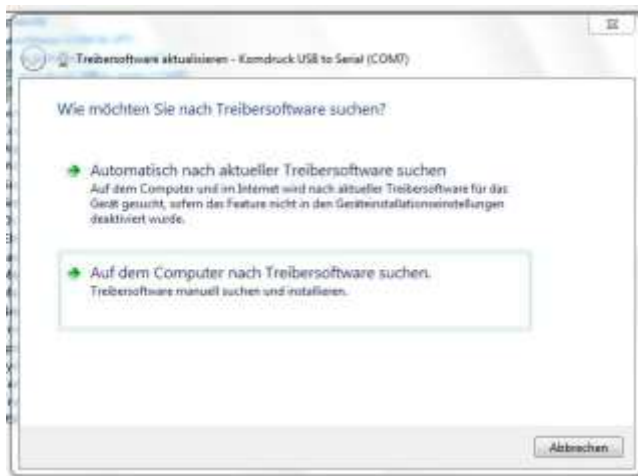 Treibersoftware aktualisieren - Komdruck USB to Serial (COM7)
Wie möchten Sie nach Treibersoftware suchen?
Automatisch nach aktueller Treibersoftware suchen
Auf dem Computer und im Internet wird nach aktueller Treibersoftware für das
Gerät gesucht, sofern das Feature nicht in den Geräteinstallationseinstellungen
deaktiviert wurde.
Auf dem Computer nach Treibersoftware suchen.
Treibersoftware manuell suchen und installieren.
Abbrechen